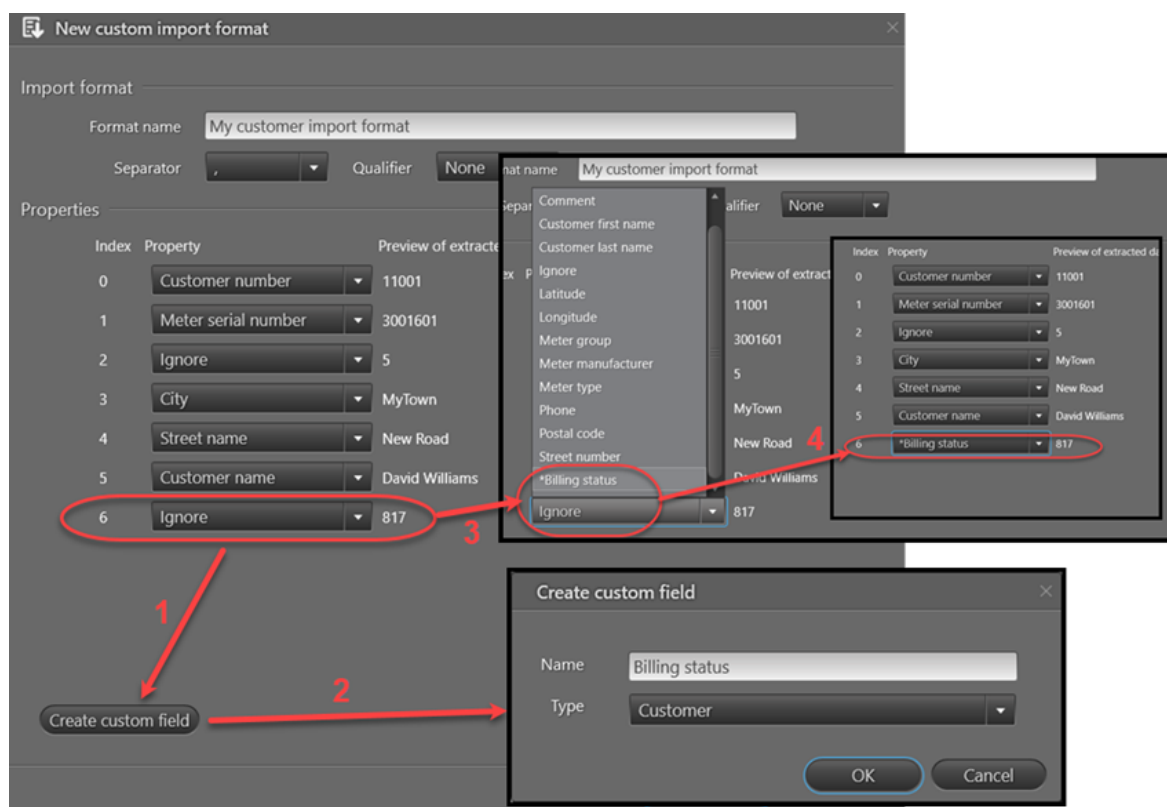 New custom import format
Import format
Format name My customer import format
Separator , Qualifier None
Properties
Index Property Preview of extracte
0 Customer number 11001
1 Meter serial number 3001601
2 Ignore 5
3 City MyTown
4 Street name New Road
5 Customer name David Williams
6 Ignore 817
1
Create custom field
2
3
mat name My customer import format
Separ alifier None
Comment
Customer first name
Customer last name
Ignore
Latitude
Longitude
Meter group
Meter manufacturer
Meter type
Phone
Postal code
Street number
*Billing status
Ignore
ex P Preview of extract
11001
3001601
5
MyTown
New Road
David Williams
817
4
Index Property Preview of extracted da
0 Customer number 11001
1 Meter serial number 3001601
2 Ignore 5
3 City MyTown
4 Street name New Road
5 Customer name David Williams
6 *Billing status 817
Create custom field
Name Billing status
Type Customer
OK Cancel